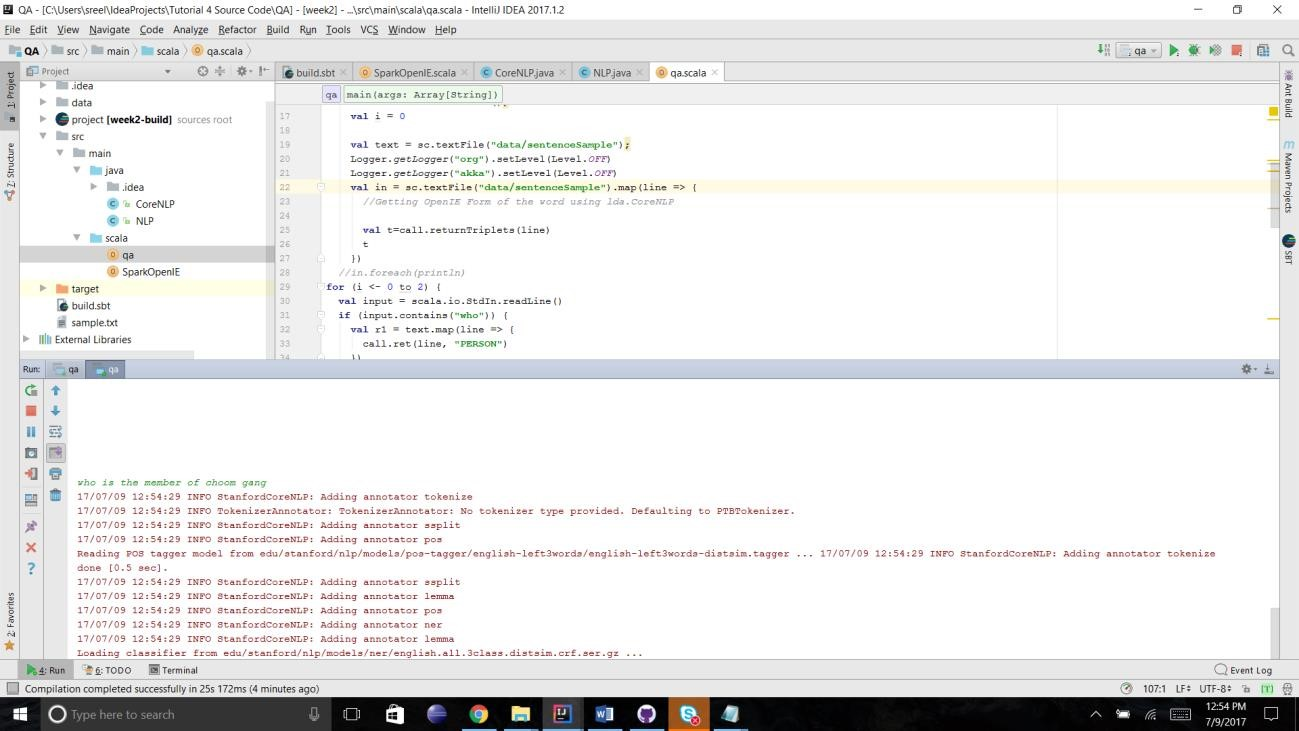 QA - [C:\Users\sreel\IdeaProjects\Tutorial 4 Source Code\QA] - [week2] - ...\src\main\scala\qa.scala - IntelliJ IDEA 2017.1.2
File Edit View Navigate Code Analyze Refactor Build Run Tools VCS Window Help
QA src main scala qa.scala
qa
Project
build.sbt SparkOpenIE.scala CoreNLP.java NLP.java qa.scala
1: Project
7: Structure
2: Favorites
.idea
data
project [week2-build] sources root
src
main
java
.idea
CoreNLP
NLP
scala
qa
SparkOpenIE
target
build.sbt
sample.txt
External Libraries
qa main(args: Array[String])
17 val i = 0
18
19 val text = sc.textFile("data/sentenceSample");
20 Logger.getLogger("org").setLevel(Level.OFF)
21 Logger.getLogger("akka").setLevel(Level.OFF)
22 val in = sc.textFile("data/sentenceSample").map(line => {
23 //Getting OpenIE Form of the word using lda.CoreNLP
24
25 val t=call.returnTriplets(line)
26 t
27 })
28 //in.foreach(println)
29 for (i <- 0 to 2) {
30 val input = scala.io.StdIn.readLine()
31 if (input.contains("who")) {
32 val r1 = text.map(line => {
33 call.ret(line, "PERSON")
34 })
Ant Build
Maven Projects
SBT
Run: qa qa
who is the member of choom gang
17/07/09 12:54:29 INFO StanfordCoreNLP: Adding annotator tokenize
17/07/09 12:54:29 INFO TokenizerAnnotator: TokenizerAnnotator: No tokenizer type provided. Defaulting to PTBTokenizer.
17/07/09 12:54:29 INFO StanfordCoreNLP: Adding annotator ssplit
17/07/09 12:54:29 INFO StanfordCoreNLP: Adding annotator pos
Reading POS tagger model from edu/stanford/nlp/models/pos-tagger/english-left3words/english-left3words-distsim.tagger ... 17/07/09 12:54:29 INFO StanfordCoreNLP: Adding annotator tokenize
done [0.5 sec].
17/07/09 12:54:29 INFO StanfordCoreNLP: Adding annotator ssplit
17/07/09 12:54:29 INFO StanfordCoreNLP: Adding annotator lemma
17/07/09 12:54:29 INFO StanfordCoreNLP: Adding annotator pos
17/07/09 12:54:29 INFO StanfordCoreNLP: Adding annotator ner
17/07/09 12:54:29 INFO StanfordCoreNLP: Adding annotator lemma
Loading classifier from edu/stanford/nlp/models/ner/english.all.3class.distsim.crf.ser.gz ...
4: Run 6: TODO Terminal Event Log
Compilation completed successfully in 25s 172ms (4 minutes ago) 107:1 LF UTF-8 [T]
Type here to search
12:54 PM
7/9/2017